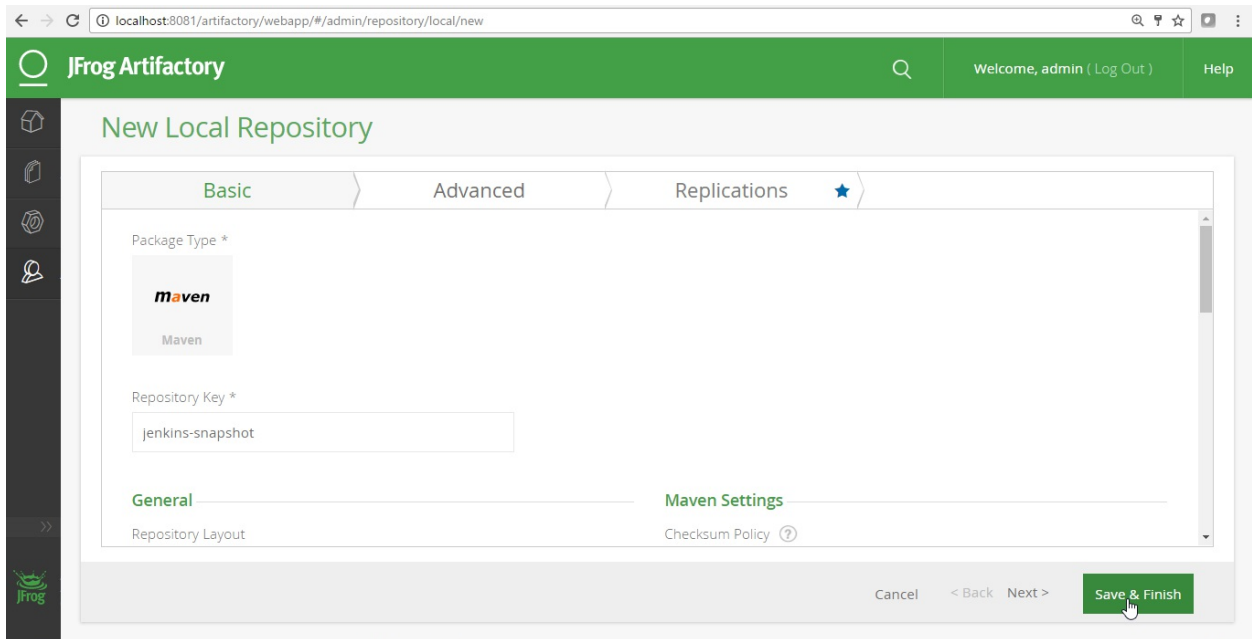 localhost:8081/artifactory/webapp/#/admin/repository/local/new
JFrog Artifactory
Welcome, admin ( Log Out )
Help
New Local Repository
Basic
Advanced
Replications
Package Type *
maven
Maven
Repository Key *
jenkins-snapshot
General
Maven Settings
Repository Layout
Checksum Policy ?
JFrog
Cancel
< Back
Next >
Save & Finish